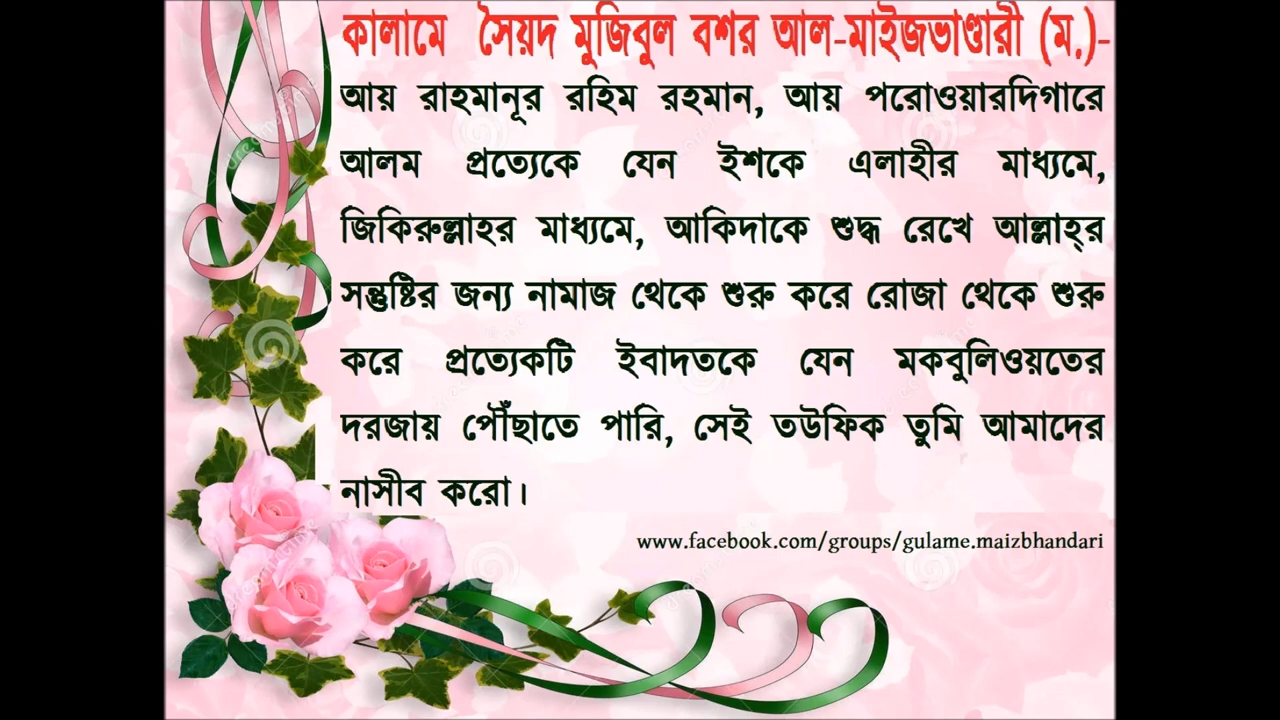 কালামে সৈয়দ মুজিবুল বশর আল-মাইজভাণ্ডারী (ম.)-
আয় রাহমানূর রহিম রহমান, আয় পরোওয়ারদিগারে
আলম প্রত্যেকে যেন ইশকে এলাহীর মাধ্যমে,
জিকিরুল্লাহর মাধ্যমে, আকিদাকে শুদ্ধ রেখে আল্লাহ্‌র
সন্তুষ্টির জন্য নামাজ থেকে শুরু করে রোজা থেকে শুরু
করে প্রত্যেকটি ইবাদতকে যেন মকবুলিওয়তের
দরজায় পৌঁছাতে পারি, সেই তউফিক তুমি আমাদের
নাসীব করো।
www.facebook.com/groups/gulame.maizbhandari